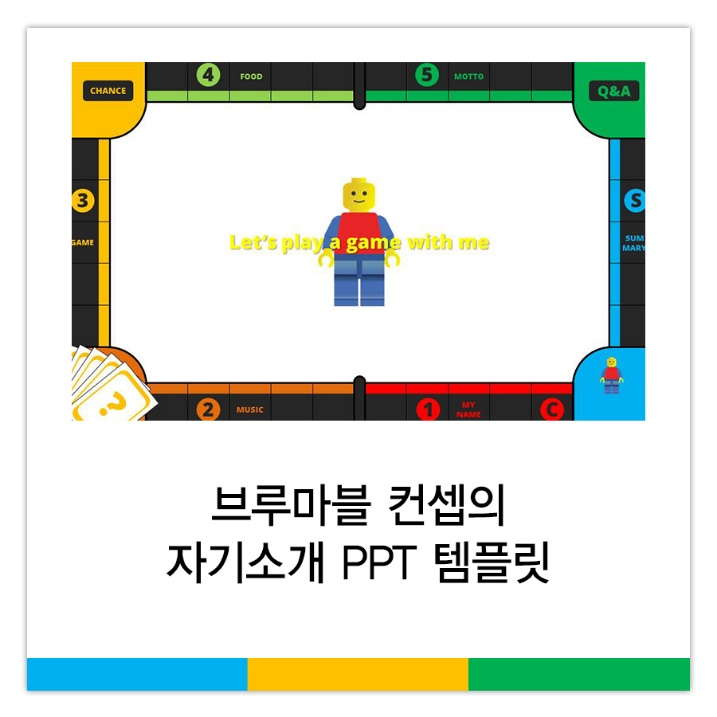 4 FOOD
5 MOTTO
CHANCE
Q&A
3
GAME
S
SUM
MARY
Let's play a game with me
?
2 MUSIC
1 MY
NAME
C
브루마블 컨셉의
자기소개 PPT 템플릿